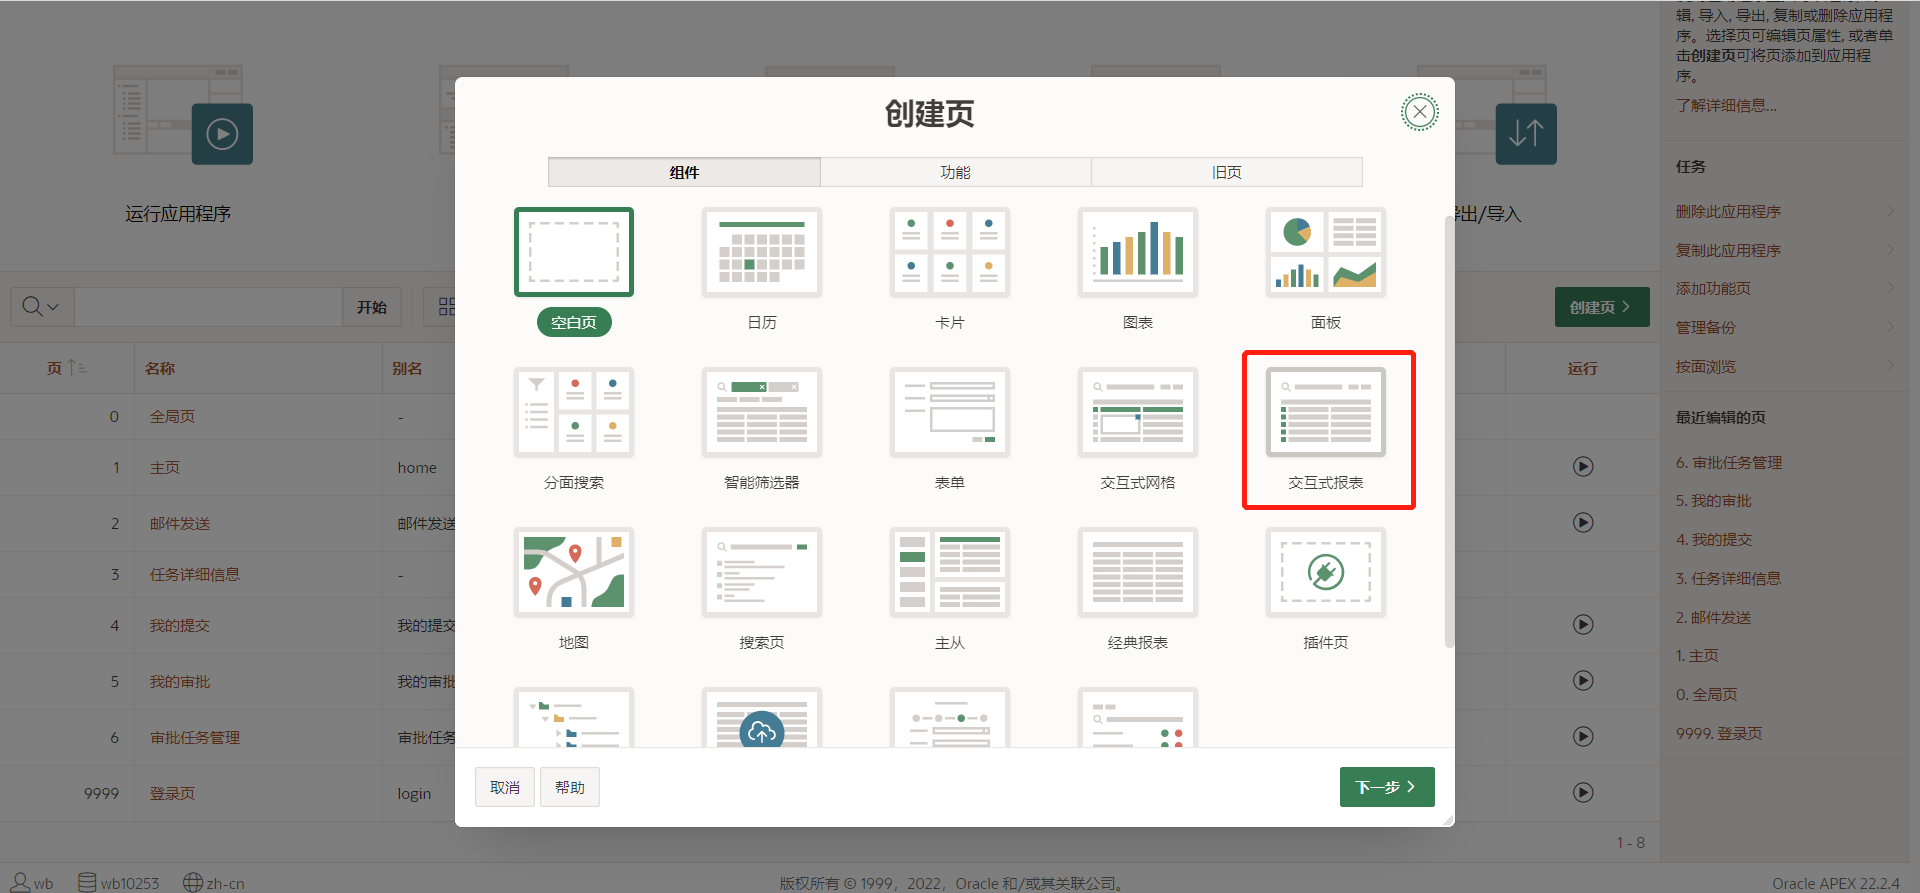 辑, 导入, 导出, 复制或删除应用程
序。选择页可编辑页属性, 或者单
击创建页可将页添加到应用程
序。
了解详细信息...
任务
删除此应用程序
复制此应用程序
添加功能页
管理备份
按面浏览
最近编辑的页
6. 审批任务管理
5. 我的审批
4. 我的提交
3. 任务详细信息
2. 邮件发送
1. 主页
0. 全局页
9999. 登录页
运行应用程序
导出/导入
开始
创建页
页
名称
别名
运行
0
全局页
-
1
主页
home
2
邮件发送
邮件发送
3
任务详细信息
-
4
我的提交
我的提交
5
我的审批
我的审批
6
审批任务管理
审批任务
9999
登录页
login
1 - 8
创建页
组件
功能
旧页
空白页
日历
卡片
图表
面板
分面搜索
智能筛选器
表单
交互式网格
交互式报表
地图
搜索页
主从
经典报表
插件页
取消
帮助
下一步
wb
wb10253
zh-cn
版权所有 © 1999，2022，Oracle 和/或其关联公司。
Oracle APEX 22.2.4